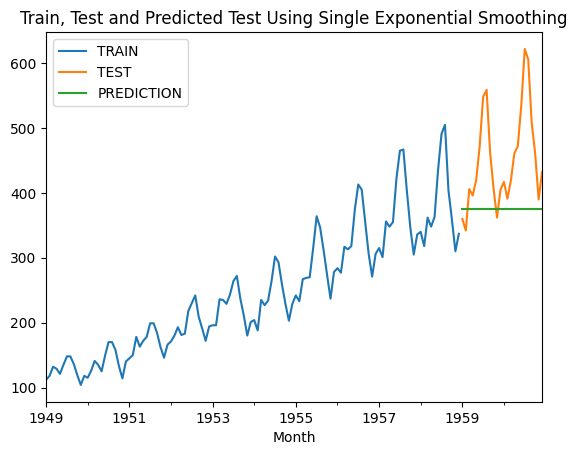 Train, Test and Predicted Test Using Single Exponential Smoothing
TRAIN
TEST
PREDICTION
600
500
400
300
200
100
1949
1951
1953
1955
1957
1959
Month